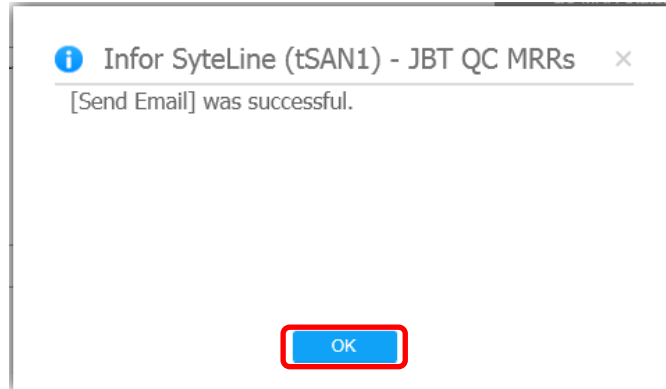 Infor SyteLine (tSAN1) - JBT QC MRRs
[Send Email] was successful.
OK